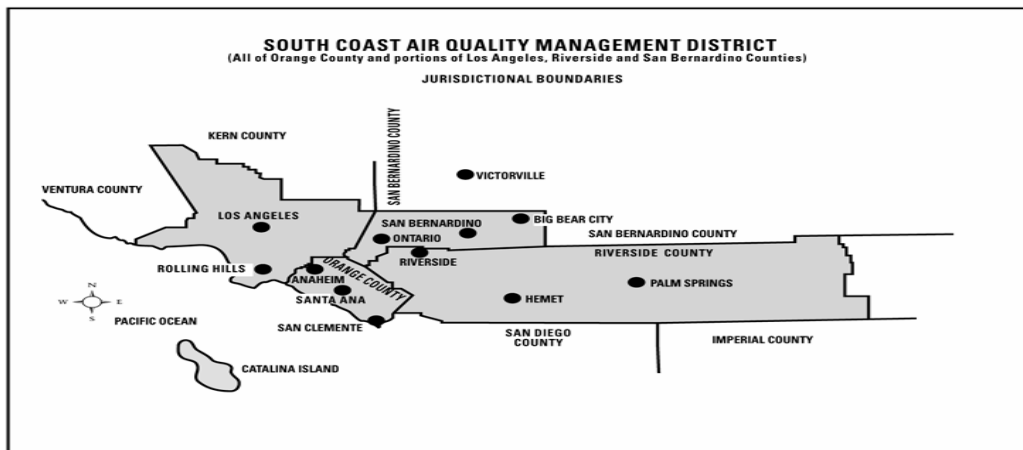 SOUTH COAST AIR QUALITY MANAGEMENT DISTRICT
(All of Orange County and portions of Los Angeles, Riverside and San Bernardino Counties)
JURISDICTIONAL BOUNDARIES
KERN COUNTY
SAN BERNARDINO COUNTY
VICTORVILLE
VENTURA COUNTY
LOS ANGELES
SAN BERNARDINO
BIG BEAR CITY
ONTARIO
SAN BERNARDINO COUNTY
RIVERSIDE COUNTY
RIVERSIDE
ROLLING HILLS
ORANGE COUNTY
ANAHEIM
SANTA ANA
PALM SPRINGS
HEMET
N
W
E
S
PACIFIC OCEAN
SAN CLEMENTE
SAN DIEGO
COUNTY
IMPERIAL COUNTY
CATALINA ISLAND